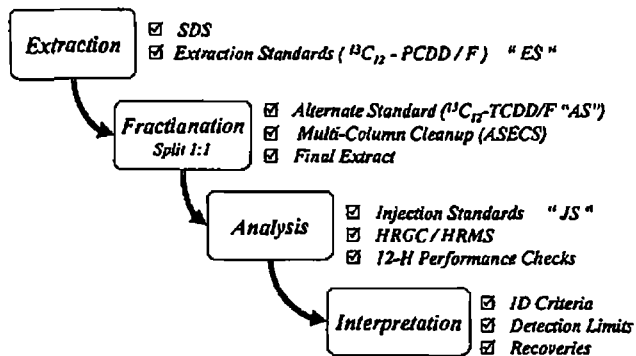 Extraction
☑ SDS
☑ Extraction Standards ( ¹³C₁₂ - PCDD / F ) " ES "
Fractianation
Split 1:1
☑ Alternate Standard (¹³C₁₂-TCDD/F "AS")
☑ Multi-Column Cleanup (ASECS)
☑ Final Extract
Analysis
☑ Injection Standards " JS "
☑ HRGC / HRMS
☑ 12-H Performance Checks
Interpretation
☑ ID Criteria
☑ Detection Limits
☑ Recoveries